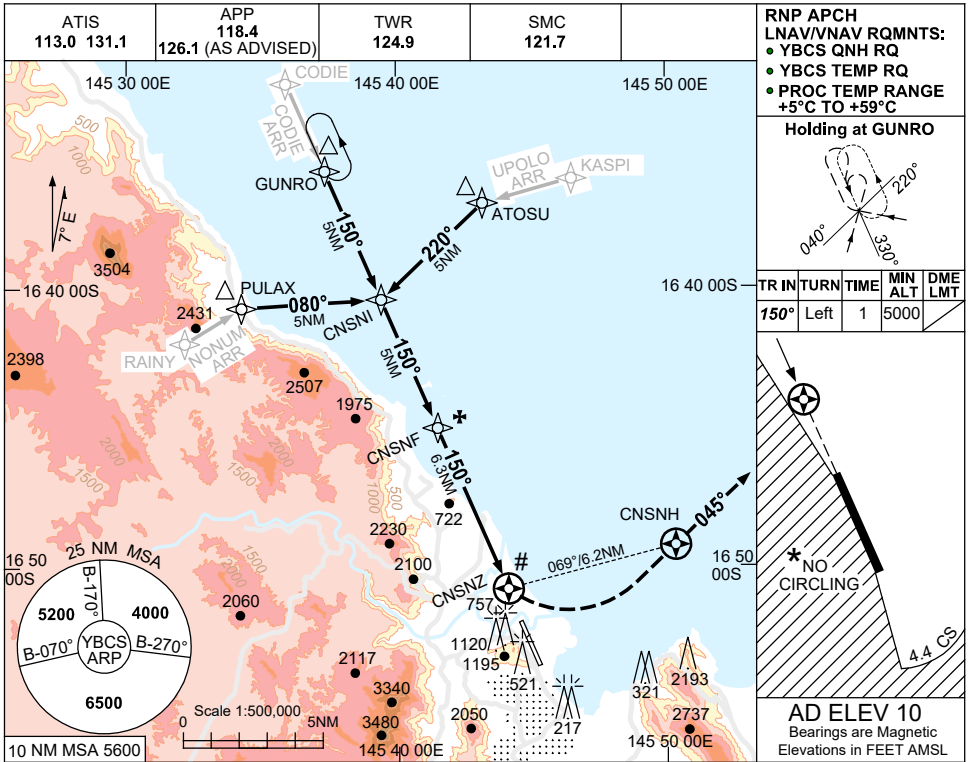 ATIS
113.0 131.1
APP
118.4
126.1 (AS ADVISED)
TWR
124.9
SMC
121.7
RNP APCH
LNAV/VNAV RQMNTS:
YBCS QNH RQ
YBCS TEMP RQ
PROC TEMP RANGE
+5°C TO +59°C
145 30 00E
145 40 00E
145 50 00E
CODIE
CODIE
ARR
GUNRO
UPOLO
ARR
KASPI
ATOSU
500
1000
7° E
150°
5NM
220°
5NM
3504
16 40 00S
16 40 00S
PULAX
080°
5NM
CNSNI
2431
RAINY
NONUM
ARR
2398
2507
1975
150°
5NM
CNSNF
150°
6.3NM
2000
1500
1500
1000
500
722
CNSNH
045°
2230
2100
069°/6.2NM
16 50
00S
16 50
00S
#
CNSNZ
25 NM MSA
B-170°
5200
4000
B-070°
B-270°
YBCS
ARP
6500
1500
2000
1000
2060
757
1120
1195
521
217
321
2193
2117
3340
3480
2050
2737
Scale 1:500,000
0
5NM
145 40 00E
145 50 00E
10 NM MSA 5600
Holding at GUNRO
220°
040°
330°
TR IN TURN TIME MIN ALT DME LMT
150° Left 1 5000
*NO
CIRCLING
4.4 CS
AD ELEV 10
Bearings are Magnetic
Elevations in FEET AMSL